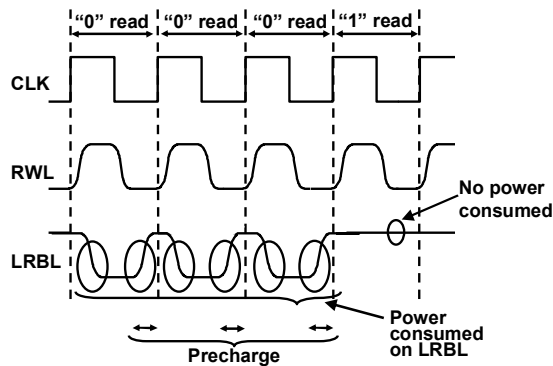 “0” read “0” read “0” read “1” read
CLK
RWL
No power
consumed
LRBL
Power
consumed
on LRBL
Precharge